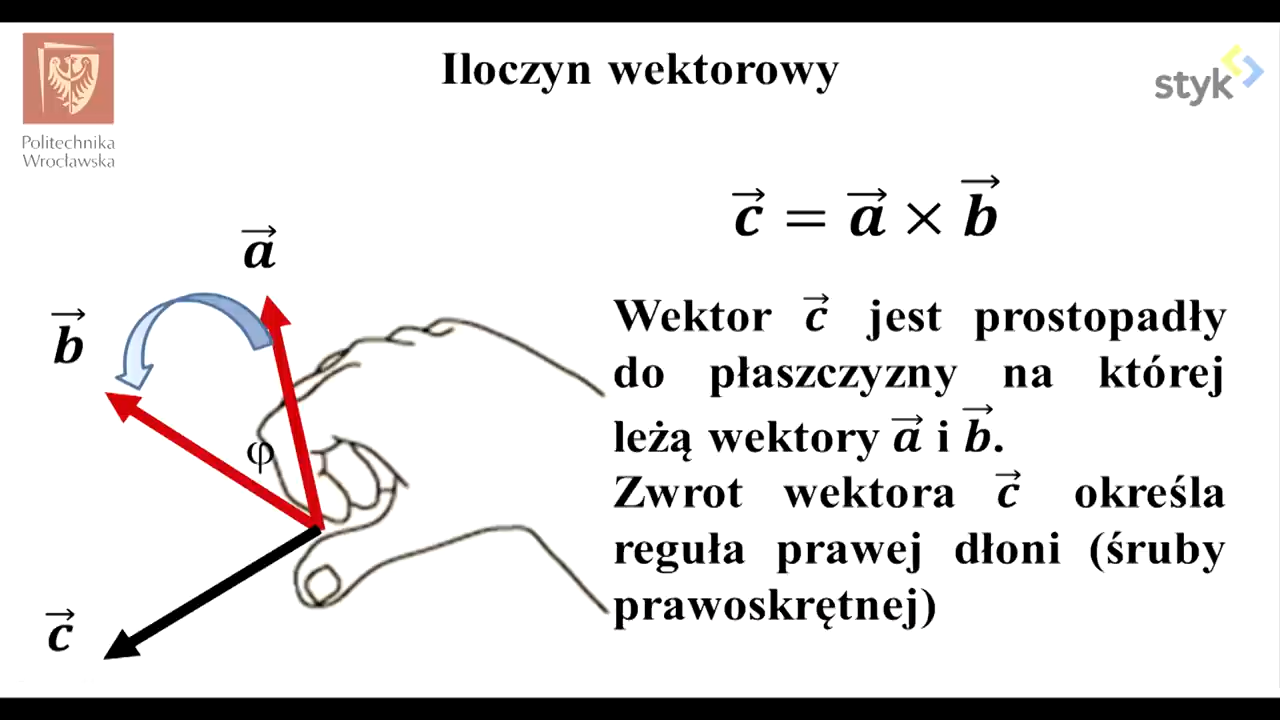 Iloczyn wektorowy
Politechnika
Wrocławska
styk
c⃗ = a⃗ × b⃗
a⃗
b⃗
φ
c⃗
Wektor c⃗ jest prostopadły
do płaszczyzny na której
leżą wektory a⃗ i b⃗.
Zwrot wektora c⃗ określa
reguła prawej dłoni (śruby
prawoskrętnej)